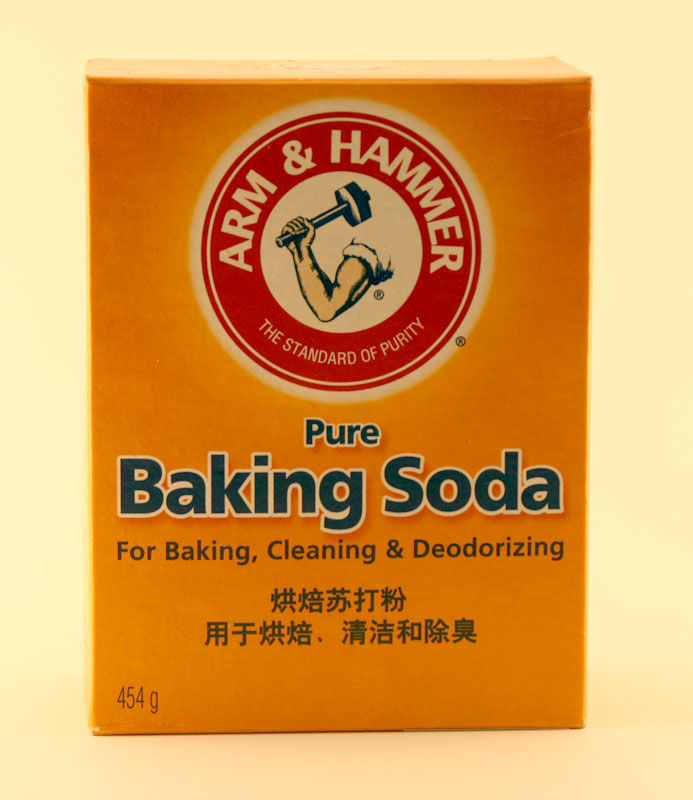 ARM & HAMMER
®
THE STANDARD OF PURITY
®
Pure
Baking Soda
For Baking, Cleaning & Deodorizing
烘焙苏打粉
用于烘焙、清洁和除臭
454 g